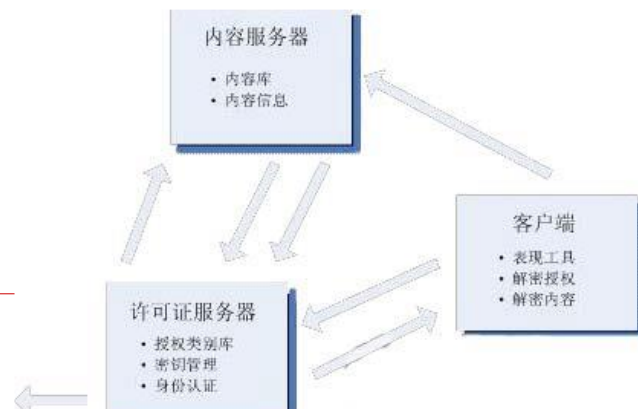 内容服务器
• 内容库
• 内容信息
客户端
• 表现工具
• 解密授权
• 解密内容
许可证服务器
• 授权类别库
• 密钥管理
• 身份认证